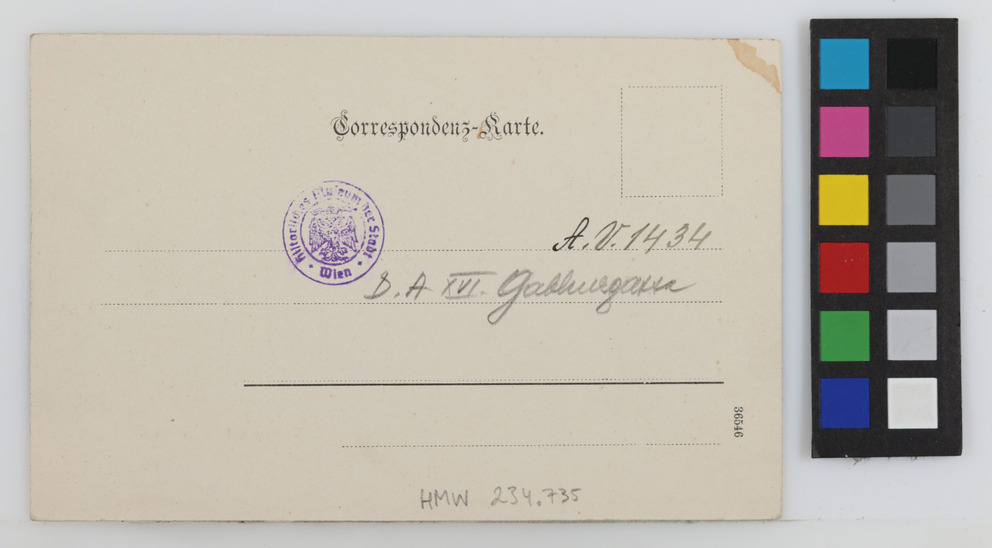 Correspondenz-Karte.
Historisches Museum der Stadt
Wien
A.V. 1434
B.A XVI. Gablenzgasse
36546
HMW 234.735